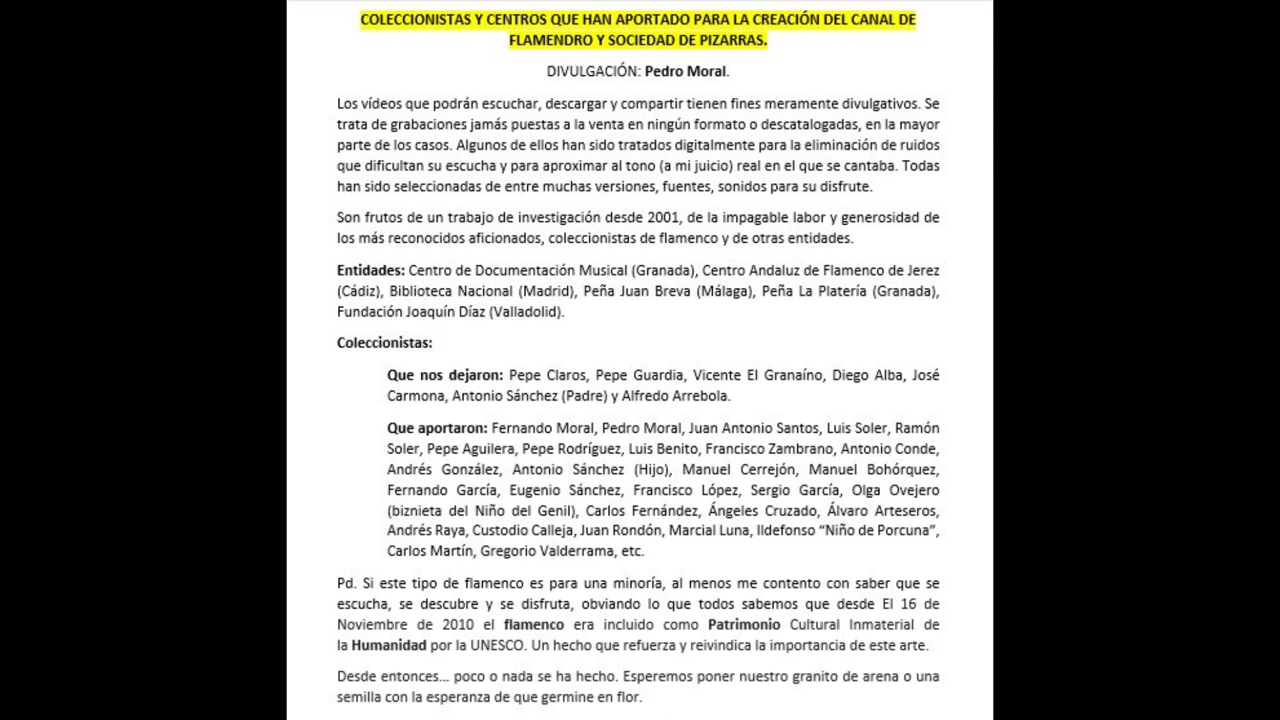 COLECCIONISTAS Y CENTROS QUE HAN APORTADO PARA LA CREACIÓN DEL CANAL DE
FLAMENDRO Y SOCIEDAD DE PIZARRAS.
DIVULGACIÓN: Pedro Moral.
Los vídeos que podrán escuchar, descargar y compartir tienen fines meramente divulgativos. Se
trata de grabaciones jamás puestas a la venta en ningún formato o descatalogadas, en la mayor
parte de los casos. Algunos de ellos han sido tratados digitalmente para la eliminación de ruidos
que dificultan su escucha y para aproximar al tono (a mi juicio) real en el que se cantaba. Todas
han sido seleccionadas de entre muchas versiones, fuentes, sonidos para su disfrute.
Son frutos de un trabajo de investigación desde 2001, de la impagable labor y generosidad de
los más reconocidos aficionados, coleccionistas de flamenco y de otras entidades.
Entidades: Centro de Documentación Musical (Granada), Centro Andaluz de Flamenco de Jerez
(Cádiz), Biblioteca Nacional (Madrid), Peña Juan Breva (Málaga), Peña La Platería (Granada),
Fundación Joaquín Díaz (Valladolid).
Coleccionistas:
Que nos dejaron: Pepe Claros, Pepe Guardia, Vicente El Granaíno, Diego Alba, José
Carmona, Antonio Sánchez (Padre) y Alfredo Arrebola.
Que aportaron: Fernando Moral, Pedro Moral, Juan Antonio Santos, Luis Soler, Ramón
Soler, Pepe Aguilera, Pepe Rodríguez, Luis Benito, Francisco Zambrano, Antonio Conde,
Andrés González, Antonio Sánchez (Hijo), Manuel Cerrejón, Manuel Bohórquez,
Fernando García, Eugenio Sánchez, Francisco López, Sergio García, Olga Ovejero
(biznieta del Niño del Genil), Carlos Fernández, Ángeles Cruzado, Álvaro Arteseros,
Andrés Raya, Custodio Calleja, Juan Rondón, Marcial Luna, Ildefonso “Niño de Porcuna”,
Carlos Martín, Gregorio Valderrama, etc.
Pd. Si este tipo de flamenco es para una minoría, al menos me contento con saber que se
escucha, se descubre y se disfruta, obviando lo que todos sabemos que desde El 16 de
Noviembre de 2010 el flamenco era incluido como Patrimonio Cultural Inmaterial de
la Humanidad por la UNESCO. Un hecho que refuerza y reivindica la importancia de este arte.
Desde entonces… poco o nada se ha hecho. Esperemos poner nuestro granito de arena o una
semilla con la esperanza de que germine en flor.